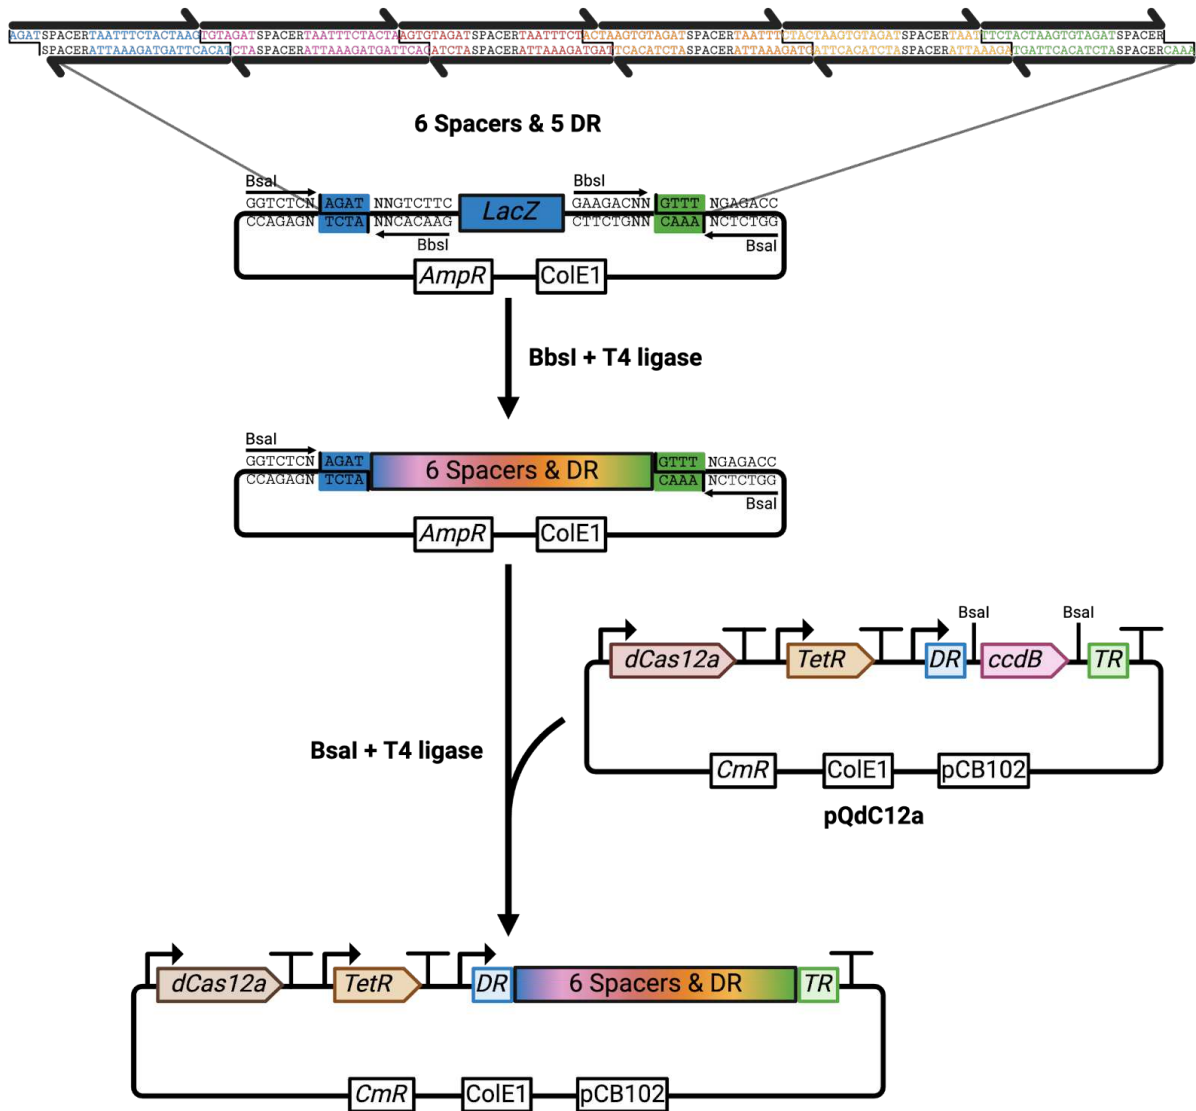 AGATSPACERTAATTTCTACTAAGTGTAGATSPACERTAATTTCTACTAAGTGTAGATSPACERTAATTTCTACTAAGTGTAGATSPACERTAATTTCTACTAAGTGTAGATSPACERTAATTTCTACTAAGTGTAGATSPACER
SPACERATTAAAGATGATTCACATCTASPACERATTAAAGATGATTCACATCTASPACERATTAAAGATGATTCACATCTASPACERATTAAAGATGATTCACATCTASPACERATTAAAGATGATTCACATCTASPACERCAAA
6 Spacers & 5 DR
BsaI
BbsI
GGTCTCN AGAT NNGTCTTC LacZ GAAGACNN GTTT NGAGACC
CCAGAGN TCTA NNCACAAG CTTCTGNN CAAA NCTCTGG
BbsI
BsaI
AmpR ColE1
BbsI + T4 ligase
BsaI
GGTCTCN AGAT 6 Spacers & DR GTTT NGAGACC
CCAGAGN TCTA CAAA NCTCTGG
BsaI
AmpR ColE1
BsaI BsaI
dCas12a TetR DR ccdB TR
BsaI + T4 ligase
CmR ColE1 pCB102
pQdC12a
dCas12a TetR DR 6 Spacers & DR TR
CmR ColE1 pCB102